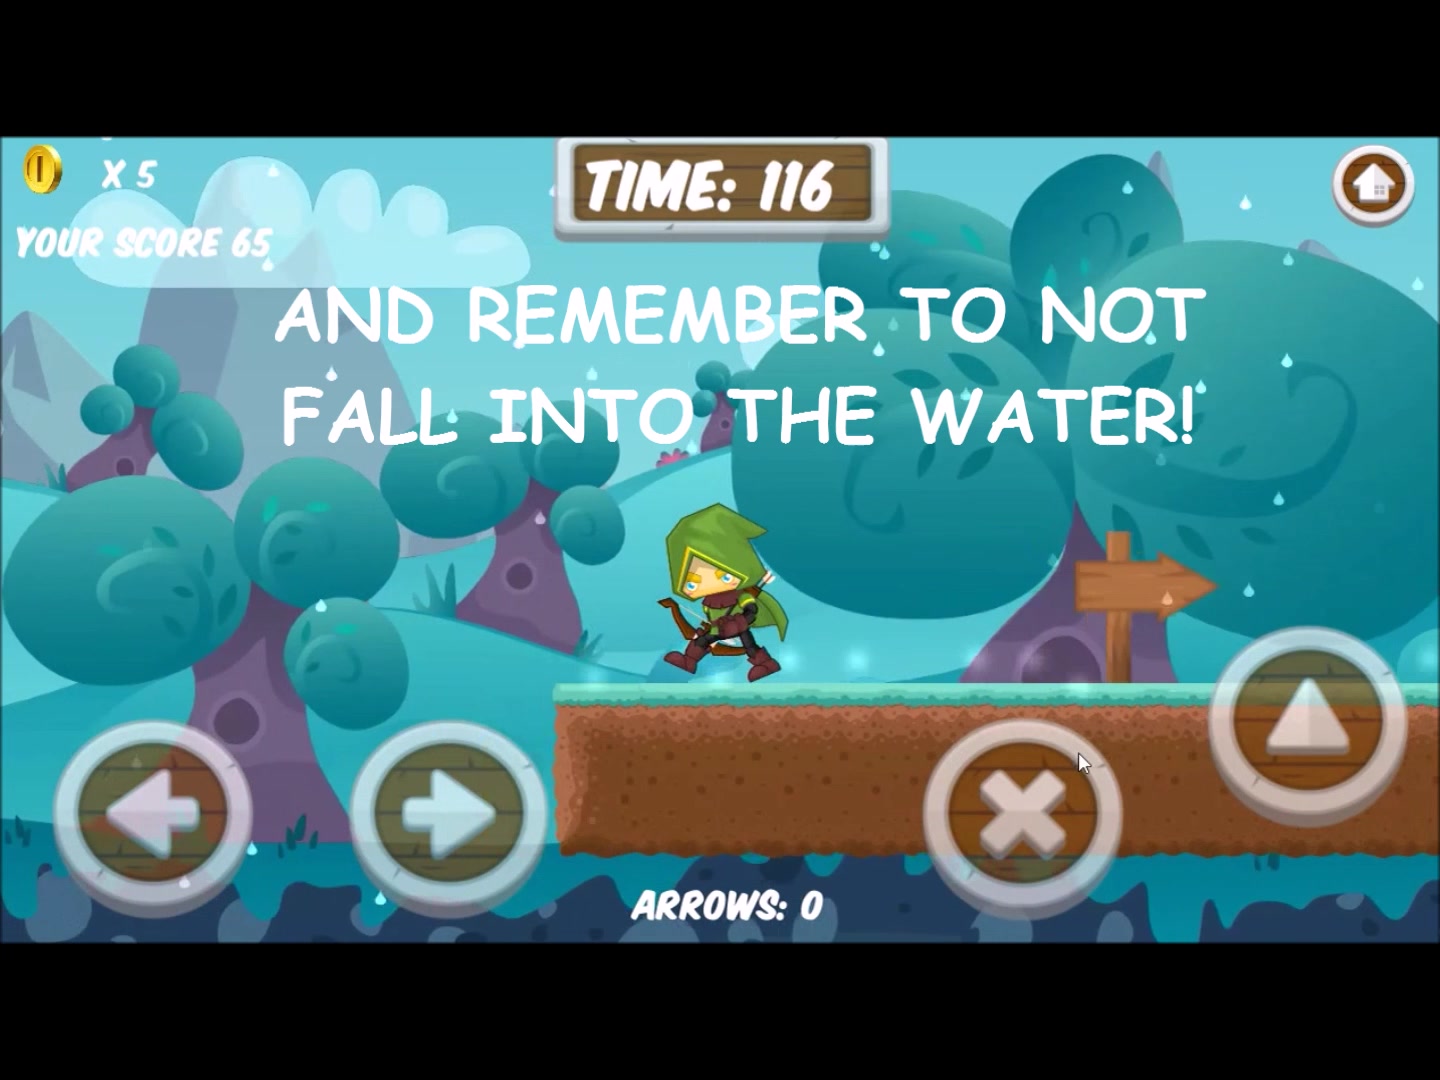 X 5
TIME: 116
YOUR SCORE 65
AND REMEMBER TO NOT
FALL INTO THE WATER!
ARROWS: 0